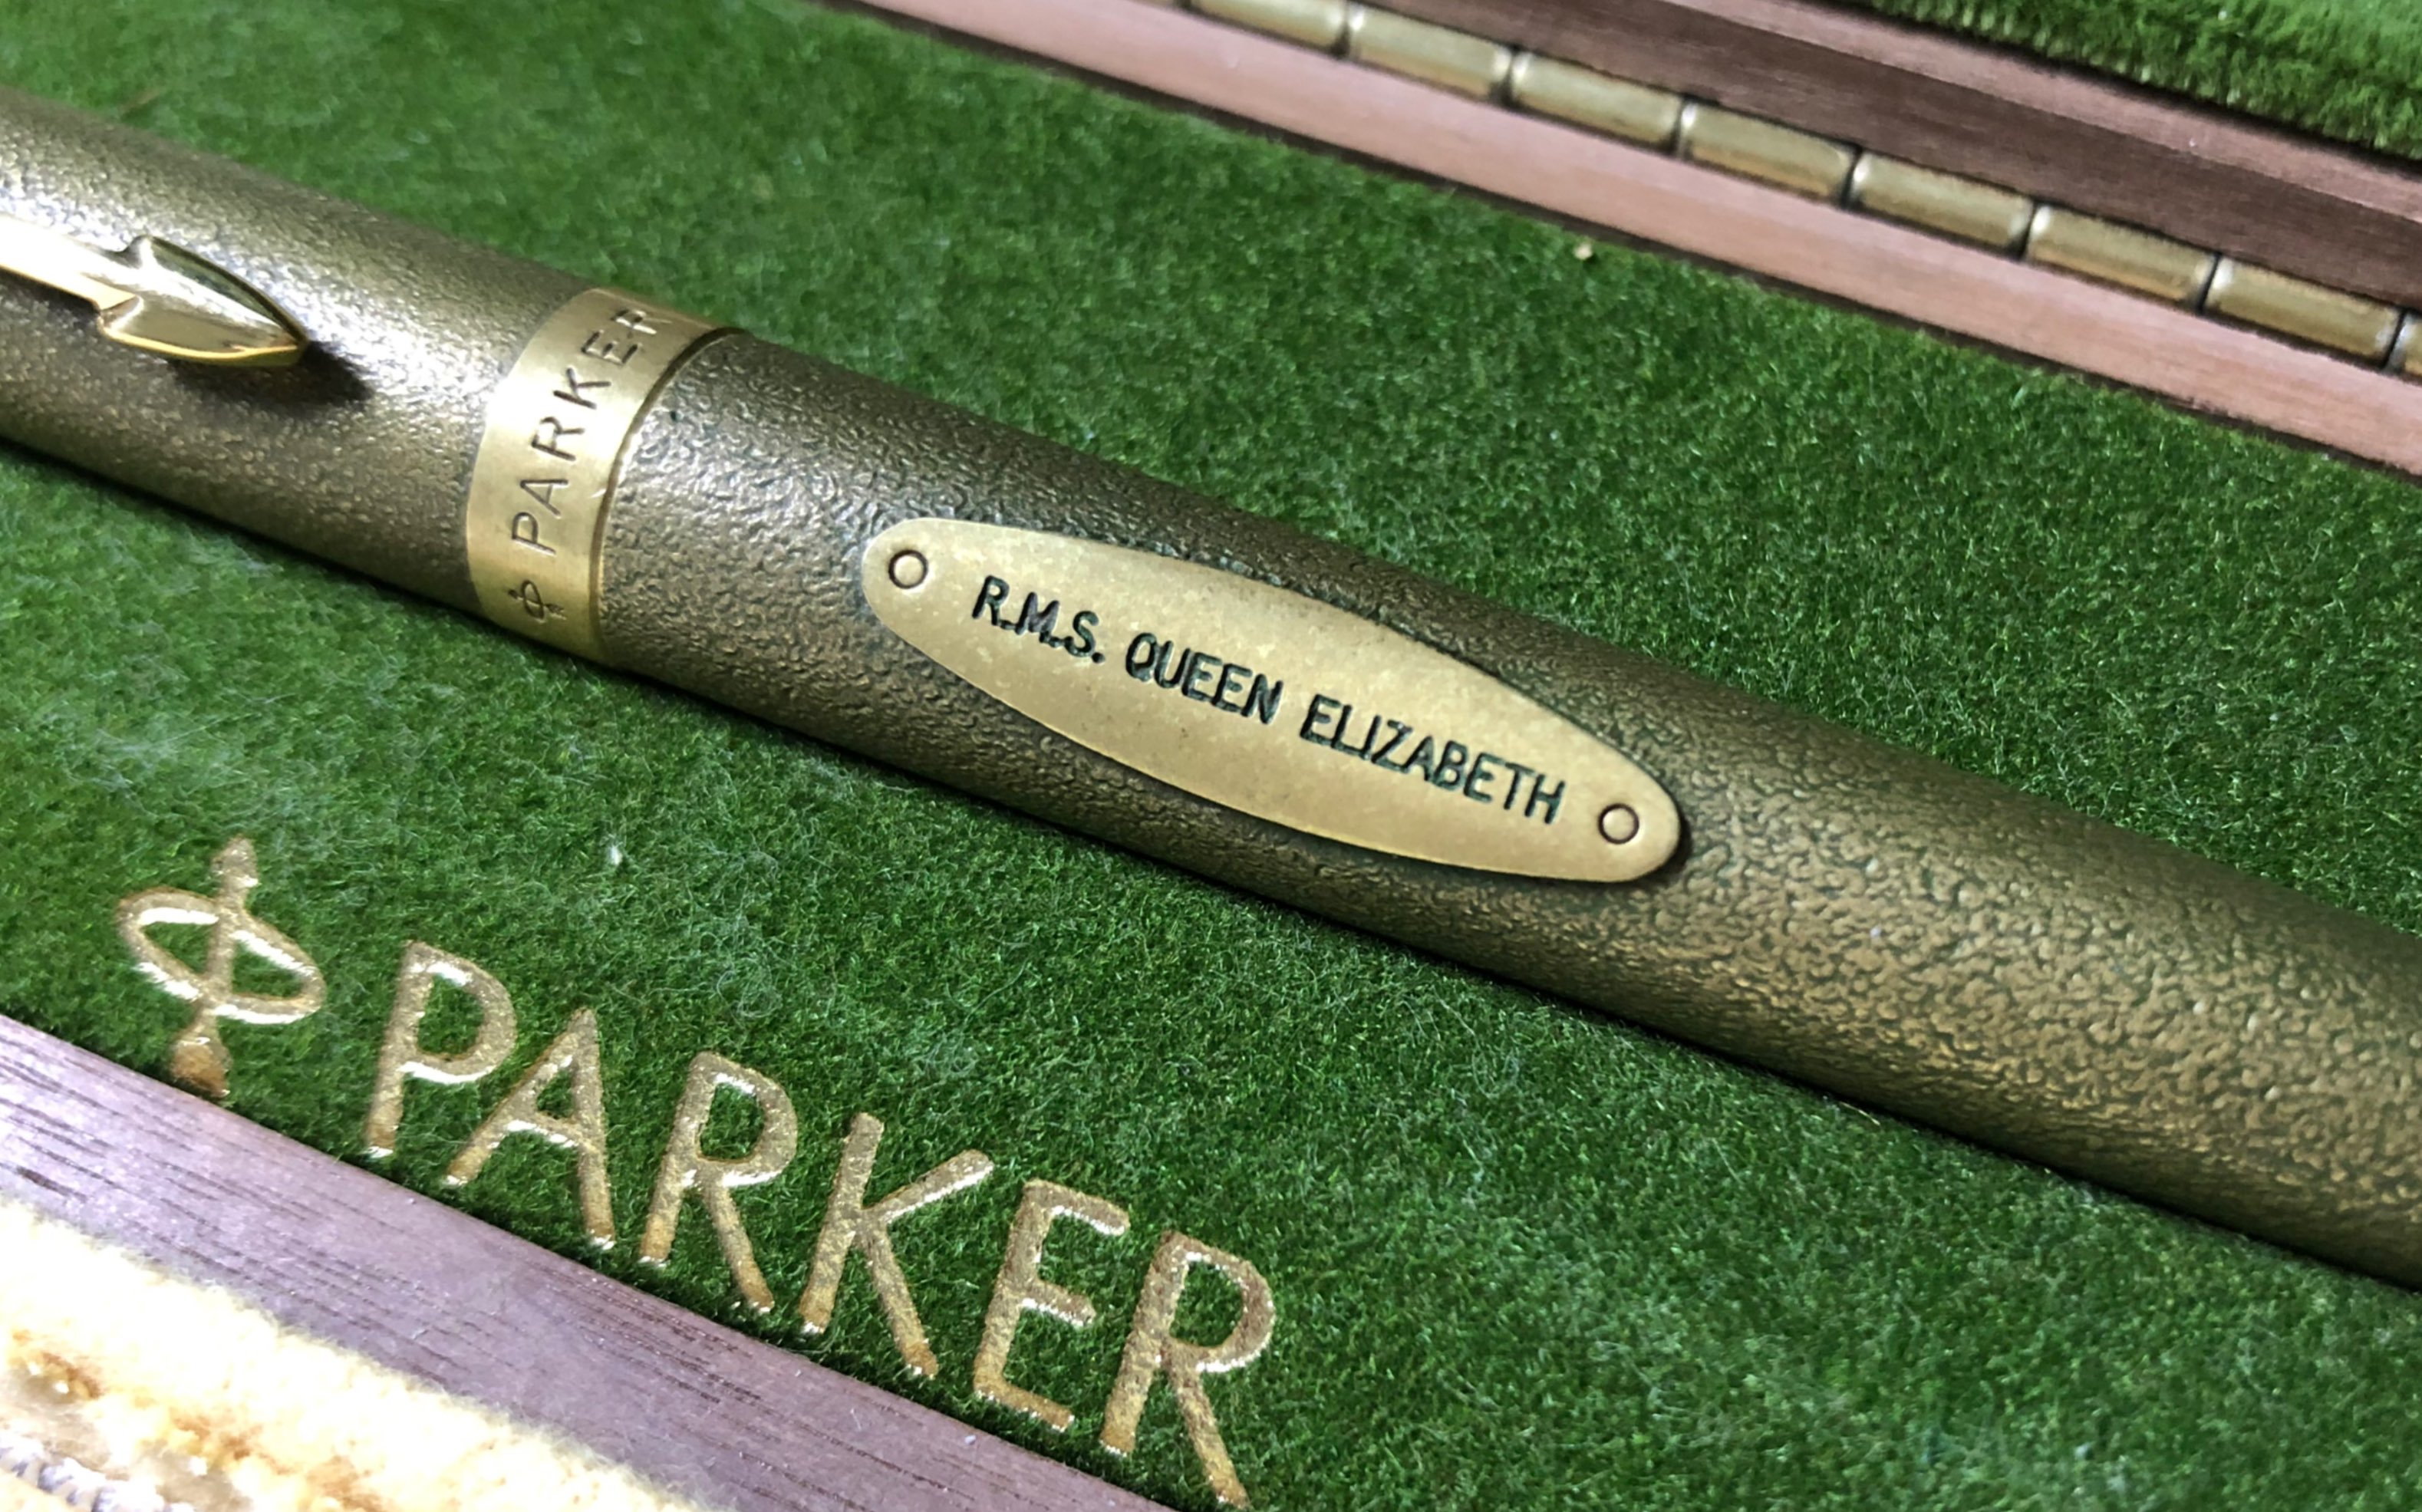 PARKER
R.M.S. QUEEN ELIZABETH
PARKER